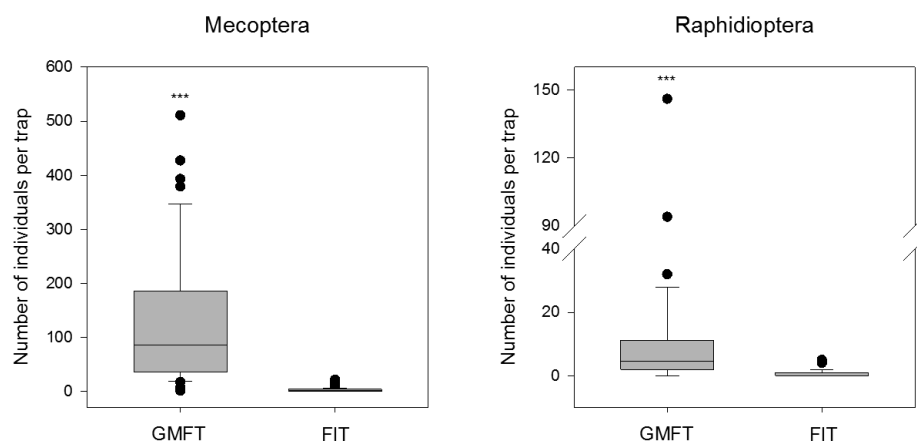 Mecoptera
Number of individuals per trap
600
500
400
300
200
100
0
***
GMFT
FIT
Raphidioptera
Number of individuals per trap
150
120
90
40
20
0
***
GMFT
FIT